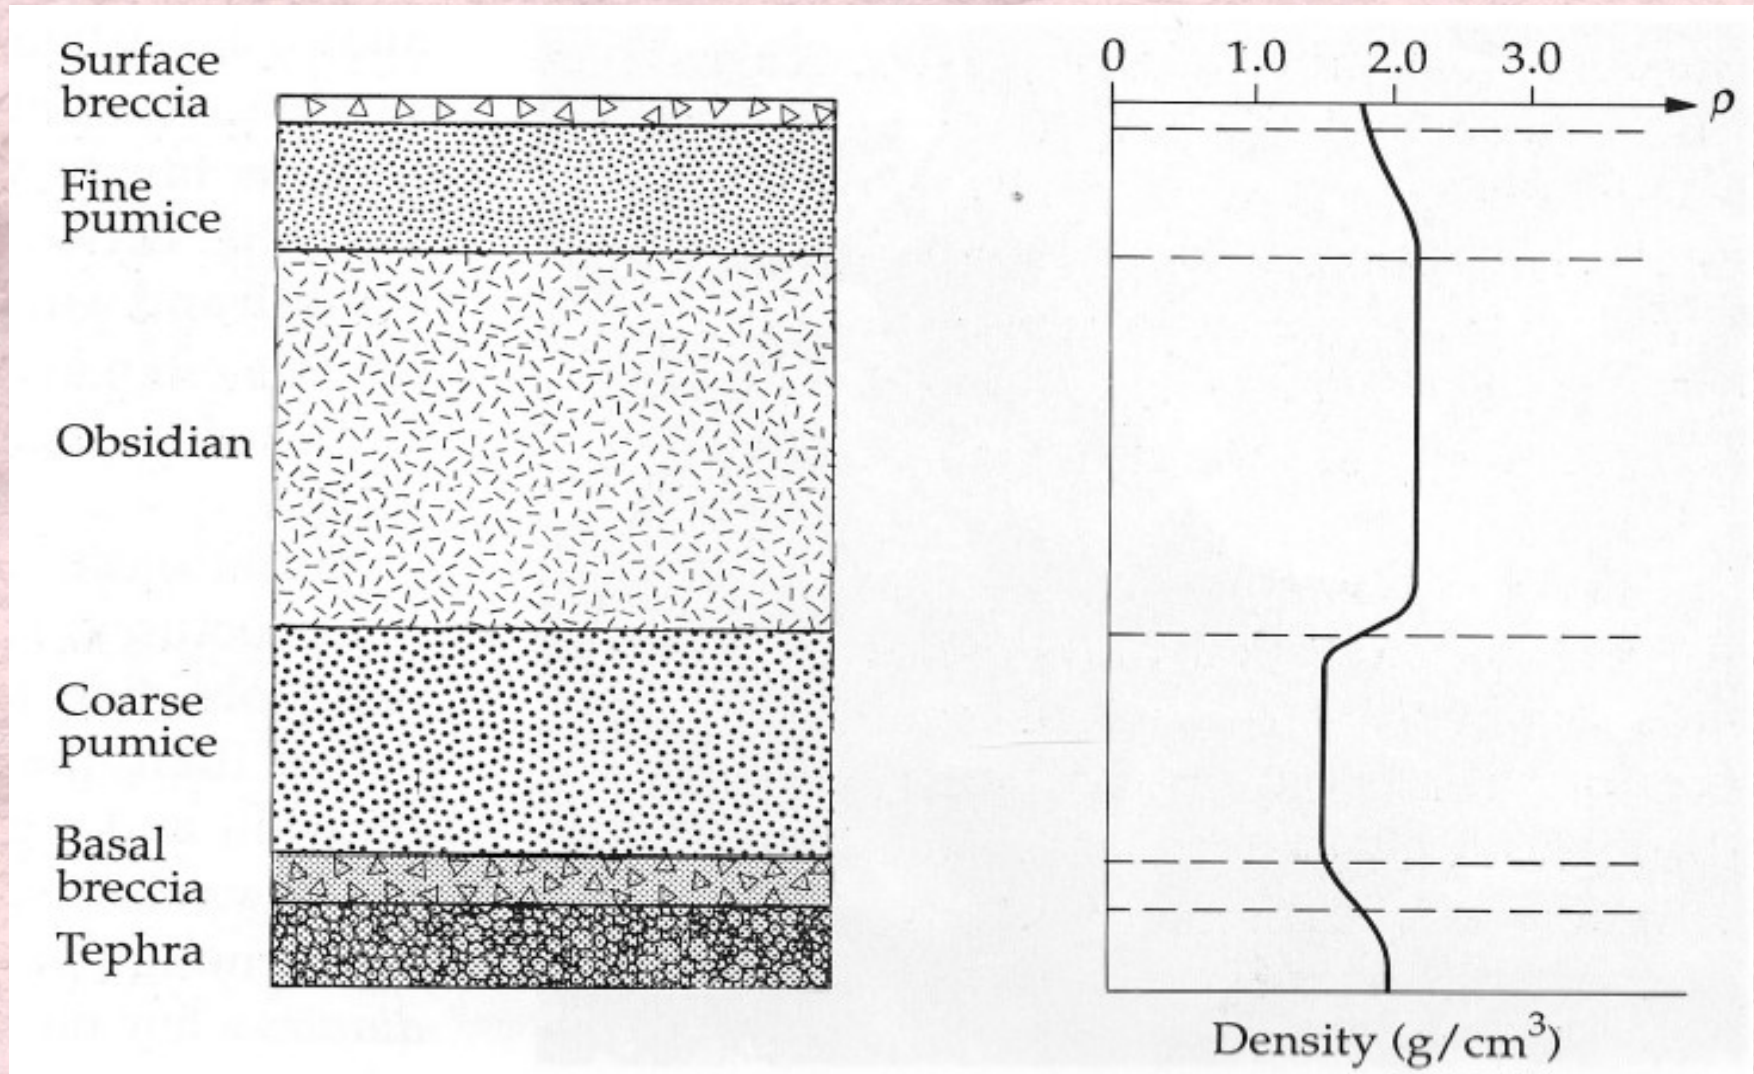 Surface
breccia
Fine
pumice
Obsidian
Coarse
pumice
Basal
breccia
Tephra
0 1.0 2.0 3.0
ρ
Density (g/cm³)